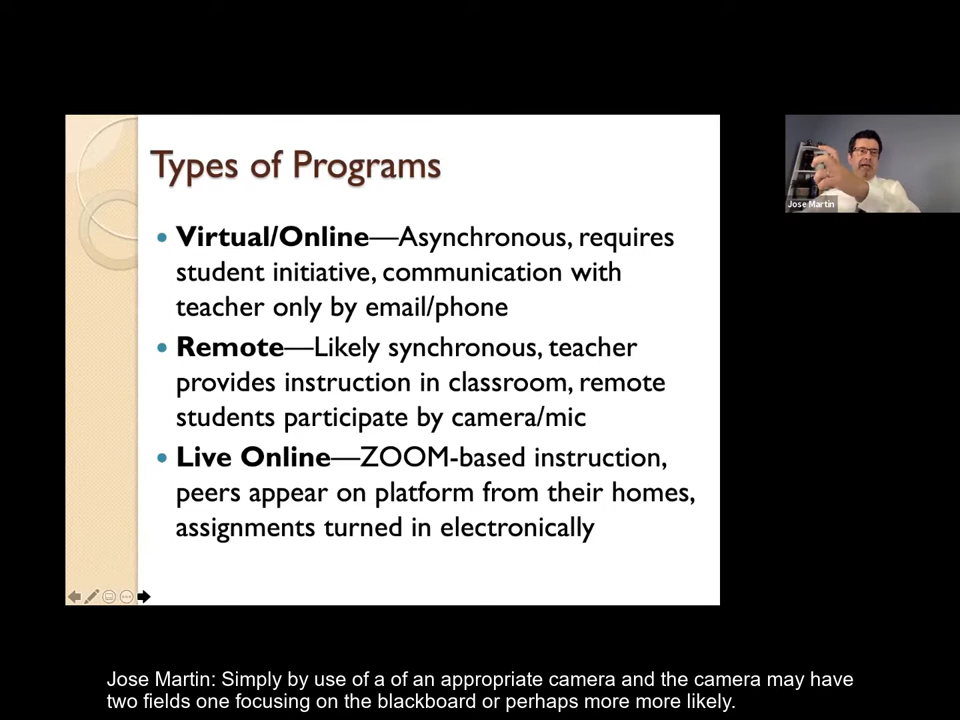 Types of Programs
Virtual/Online—Asynchronous, requires
student initiative, communication with
teacher only by email/phone
Remote—Likely synchronous, teacher
provides instruction in classroom, remote
students participate by camera/mic
Live Online—ZOOM-based instruction,
peers appear on platform from their homes,
assignments turned in electronically
Jose Martin
Jose Martin: Simply by use of a of an appropriate camera and the camera may have
two fields one focusing on the blackboard or perhaps more more likely.